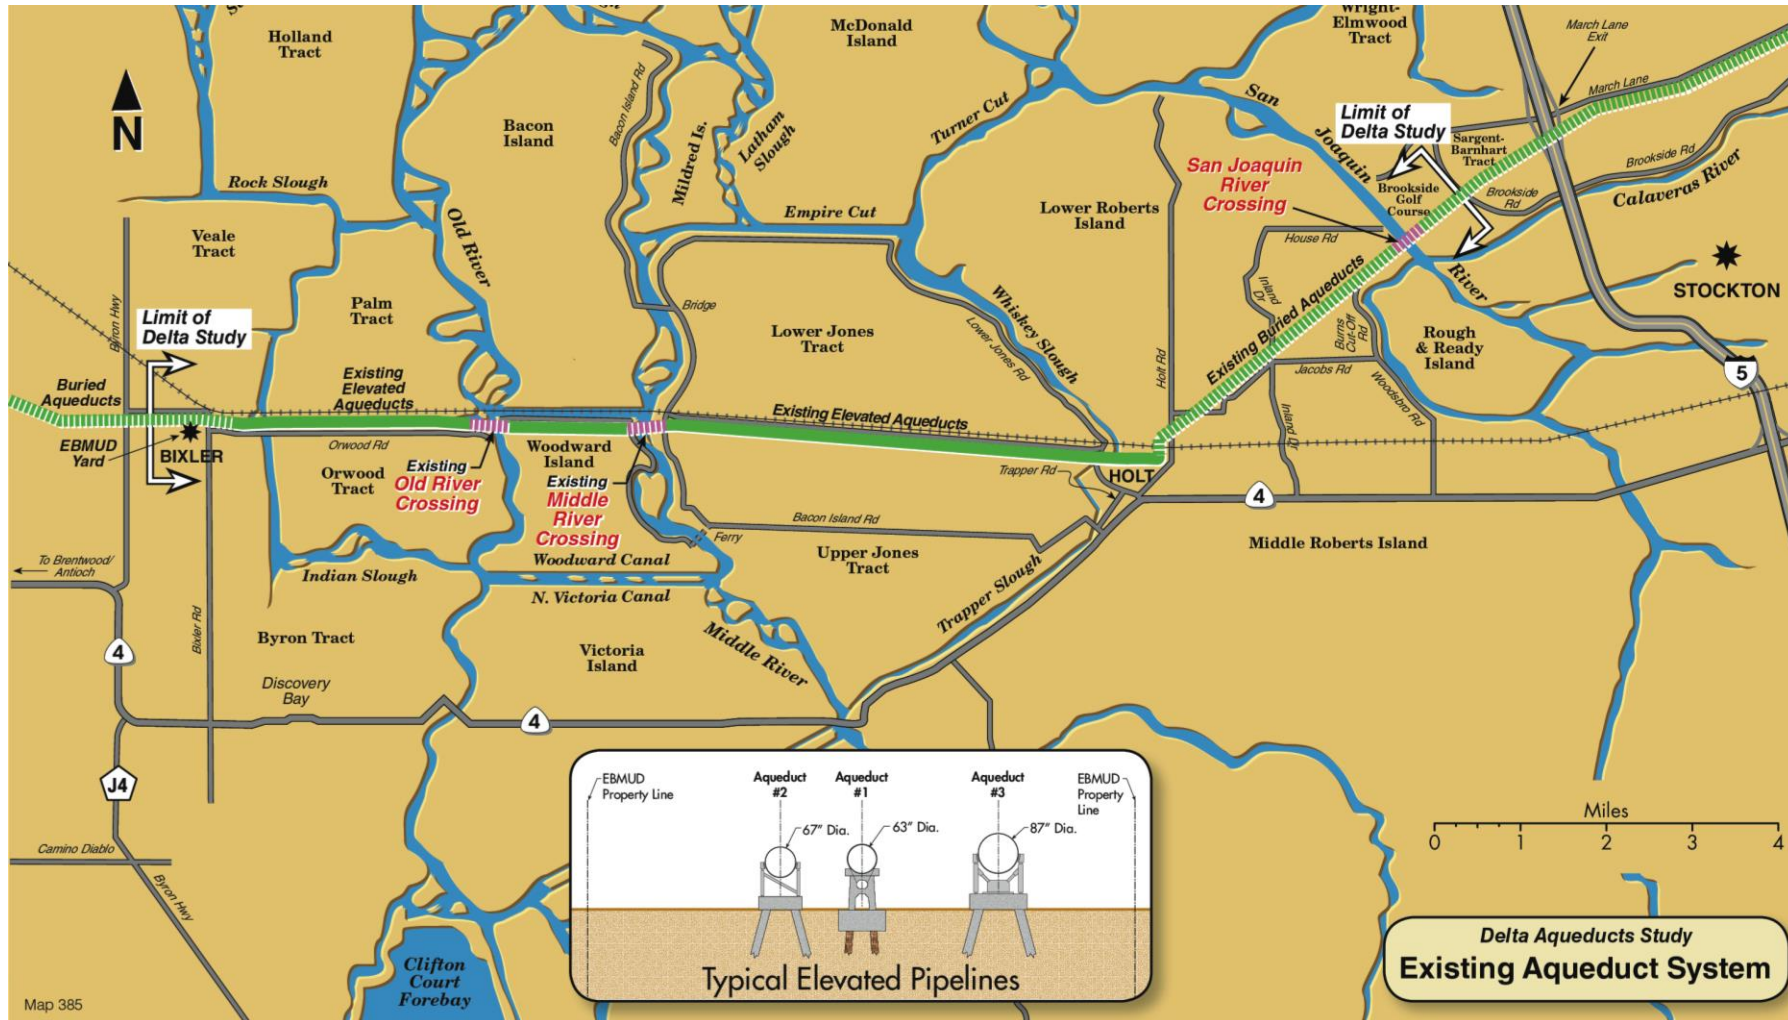 Holland
Tract
McDonald
Island
Wright-
Elmwood
Tract
March Lane
Exit
March Lane
N
Bacon
Island
Bacon Island Rd
Mildred Is.
Latham
Slough
Turner Cut
San
Joaquin
River
Limit of
Delta Study
Sargent-
Barnhart
Tract
Brookside Rd
Calaveras River
Brookside
Golf
Course
Brookside
Rd
San Joaquin
River
Crossing
Rock Slough
Old River
Empire Cut
Lower Roberts
Island
House Rd
Veale
Tract
Palm
Tract
Byron Hwy
Limit of
Delta Study
Bridge
Lower Jones
Tract
Whiskey Slough
Lower Jones Rd
Holt Rd
Inland
Dr
Existing Buried Aqueducts
Burns
Cut-Off
Rd
Rough
& Ready
Island
STOCKTON
5
Jacobs Rd
Woodsbro Rd
Inland Dr
Buried
Aqueducts
Existing
Elevated
Aqueducts
Existing Elevated Aqueducts
EBMUD
Yard
BIXLER
Orwood Rd
Orwood
Tract
Existing
Old River
Crossing
Woodward
Island
Existing
Middle
River
Crossing
Trapper Rd
HOLT
4
Bacon Island Rd
Ferry
Upper Jones
Tract
Middle Roberts Island
To Brentwood/
Antioch
Indian Slough
Woodward Canal
N. Victoria Canal
Trapper Slough
Bixler Rd
Byron Tract
Victoria
Island
Middle River
4
Discovery
Bay
4
J4
Camino Diablo
Byron Hwy
Clifton
Court
Forebay
EBMUD
Property Line
Aqueduct
#2
Aqueduct
#1
Aqueduct
#3
EBMUD
Property
Line
67" Dia.
63" Dia.
87" Dia.
Typical Elevated Pipelines
Miles
0 1 2 3 4
Delta Aqueducts Study
Existing Aqueduct System
Map 385